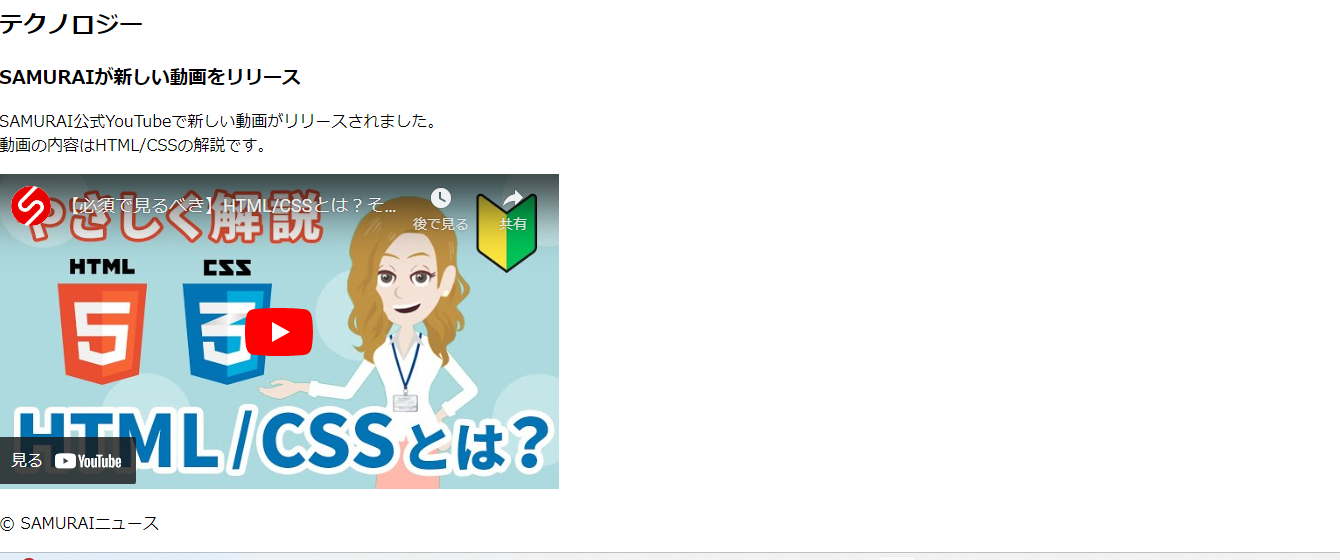 テクノロジー
SAMURAIが新しい動画をリリース
SAMURAI公式YouTubeで新しい動画がリリースされました。
動画の内容はHTML/CSSの解説です。
【必須で見るべき】HTML/CSSとは？そ...
後で見る
共有
やさしく解説
HTML
CSS
HTML/CSSとは?
見る YouTube
© SAMURAIニュース